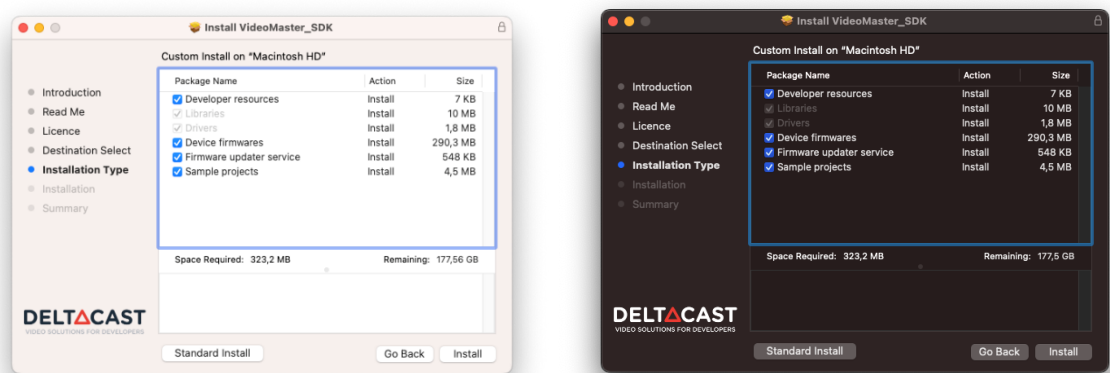 Install VideoMaster_SDK
Custom Install on “Macintosh HD”
Introduction
Read Me
Licence
Destination Select
Installation Type
Installation
Summary
Package Name Action Size
Developer resources Install 7 KB
Libraries Install 10 MB
Drivers Install 1,8 MB
Device firmwares Install 290,3 MB
Firmware updater service Install 548 KB
Sample projects Install 4,5 MB
Space Required: 323,2 MB Remaining: 177,56 GB
DELTACAST
VIDEO SOLUTIONS FOR DEVELOPERS
Standard Install Go Back Install
Install VideoMaster_SDK
Custom Install on “Macintosh HD”
Introduction
Read Me
Licence
Destination Select
Installation Type
Installation
Summary
Package Name Action Size
Developer resources Install 7 KB
Libraries Install 10 MB
Drivers Install 1,8 MB
Device firmwares Install 290,3 MB
Firmware updater service Install 548 KB
Sample projects Install 4,5 MB
Space Required: 323,2 MB Remaining: 177,5 GB
DELTACAST
VIDEO SOLUTIONS FOR DEVELOPERS
Standard Install Go Back Install